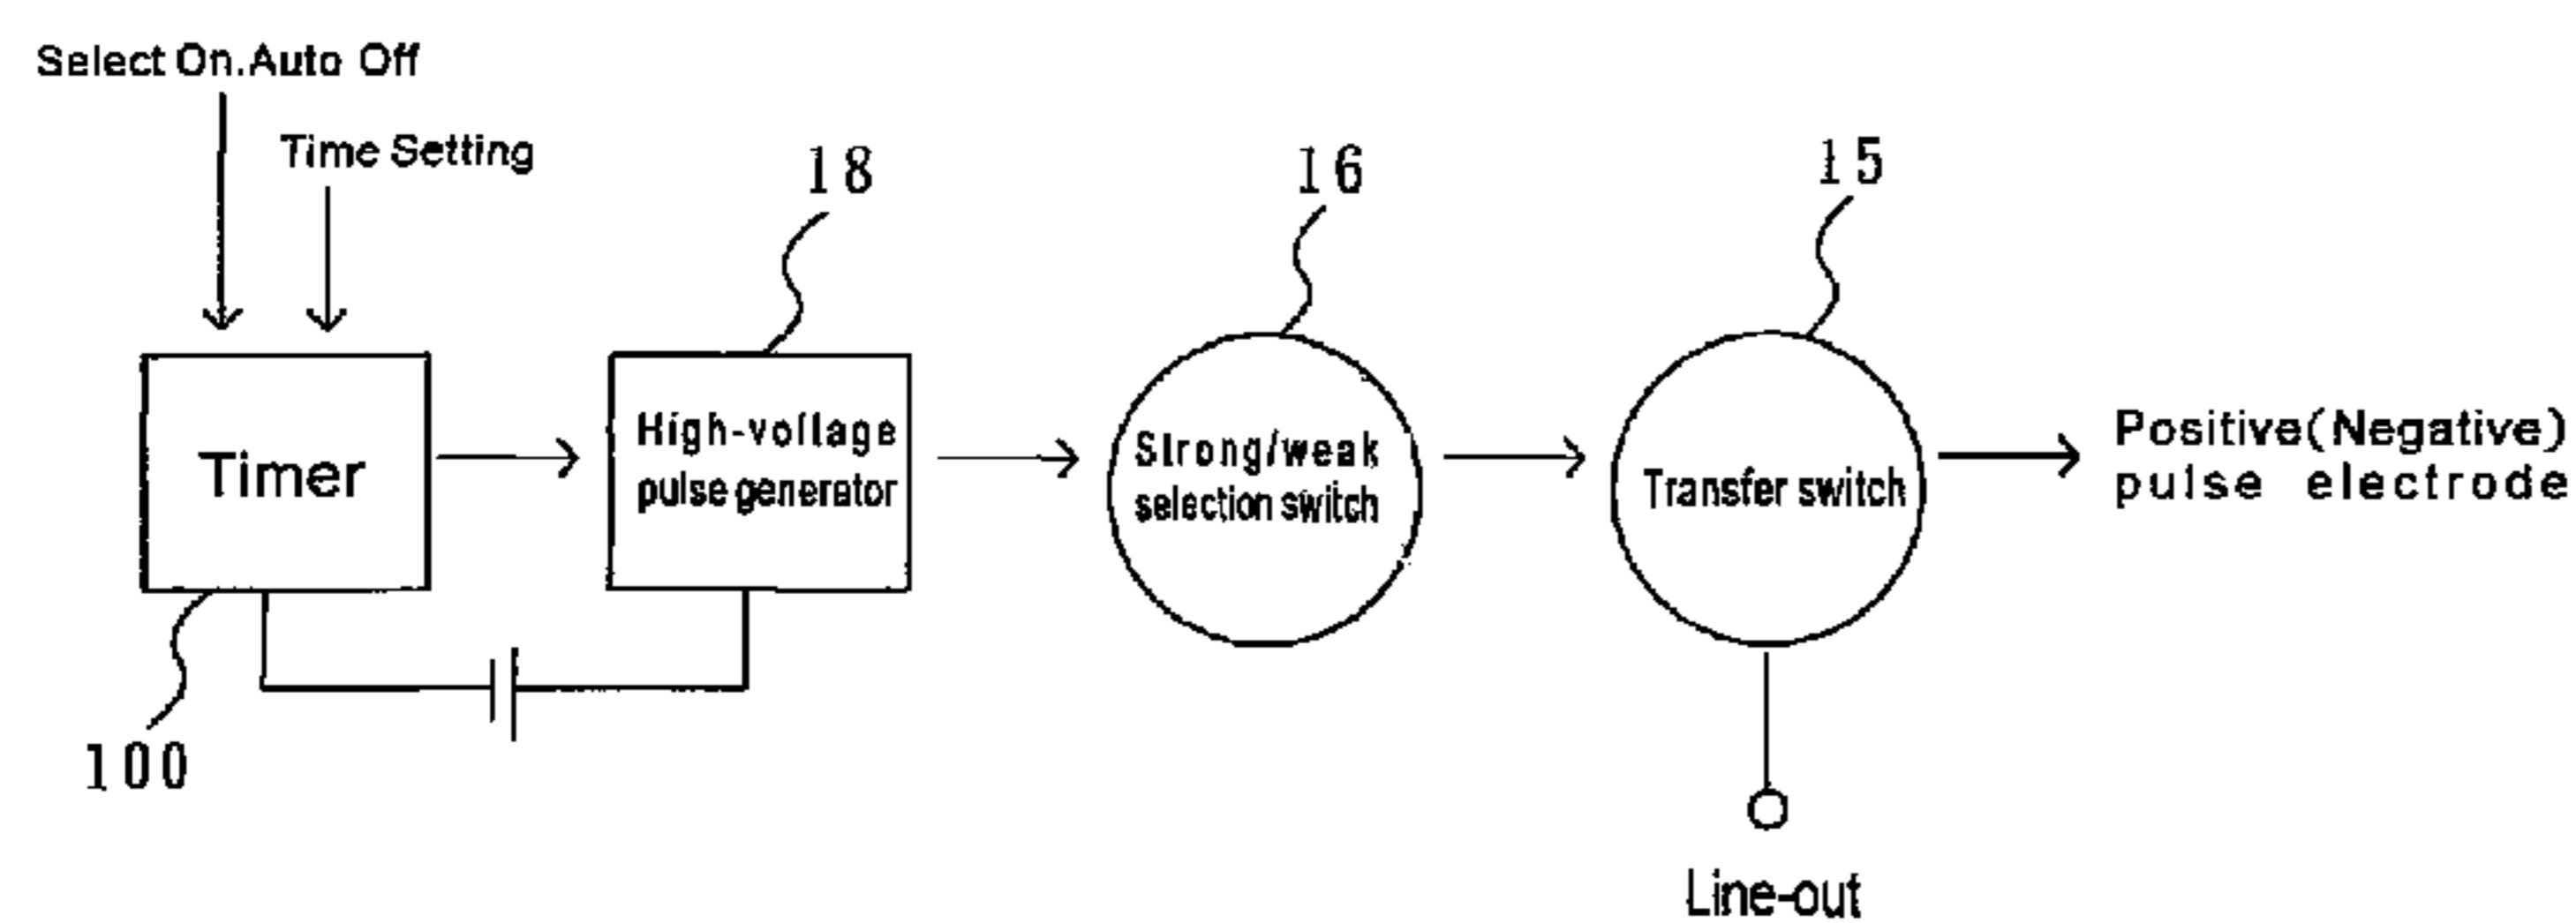 Select On.Auto Off
Time Setting
18
16
15
Timer
High-voltage
pulse generator
Strong/weak
selection switch
Transfer switch
Positive(Negative)
pulse electrode
100
Line-out